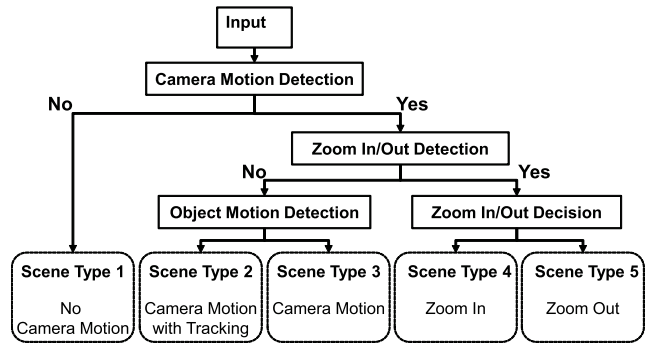 Input
Camera Motion Detection
No
Yes
Zoom In/Out Detection
No
Yes
Object Motion Detection
Zoom In/Out Decision
Scene Type 1
No
Camera Motion
Scene Type 2
Camera Motion
with Tracking
Scene Type 3
Camera Motion
Scene Type 4
Zoom In
Scene Type 5
Zoom Out